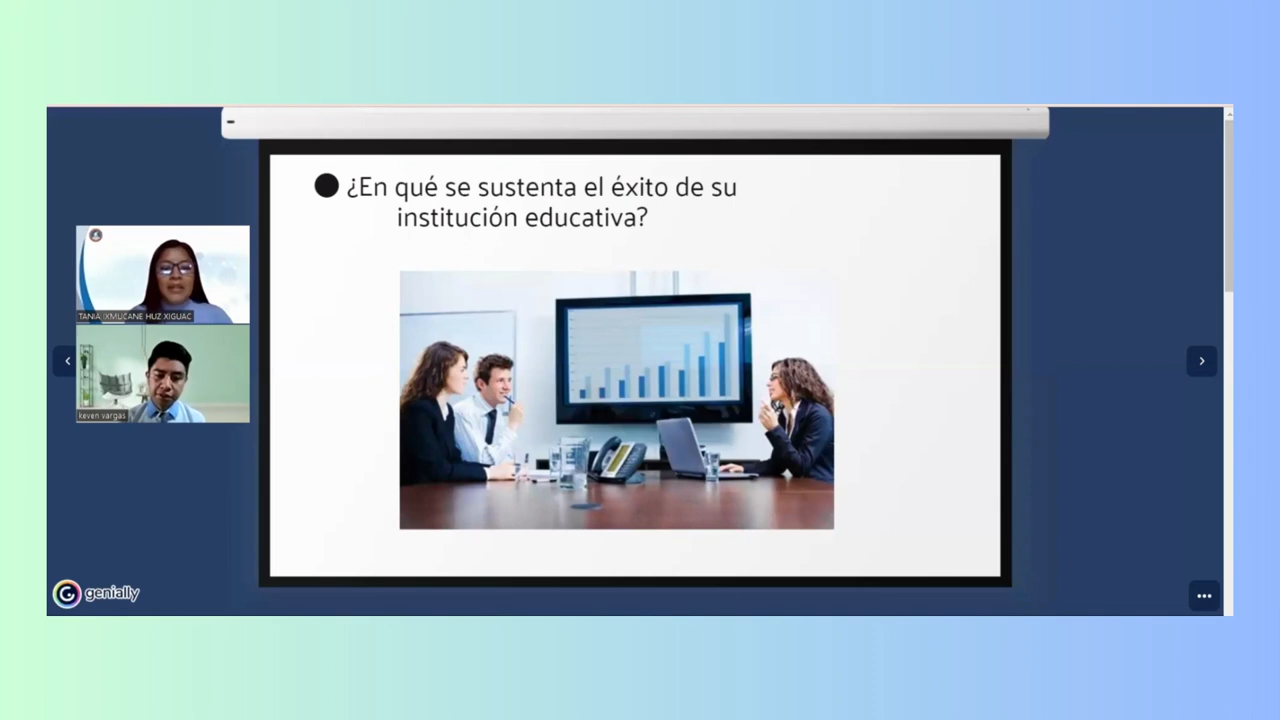 ¿En qué se sustenta el éxito de su
institución educativa?
TANIA IXMUCANE HUZ XIGUAC
keven vargas
genially